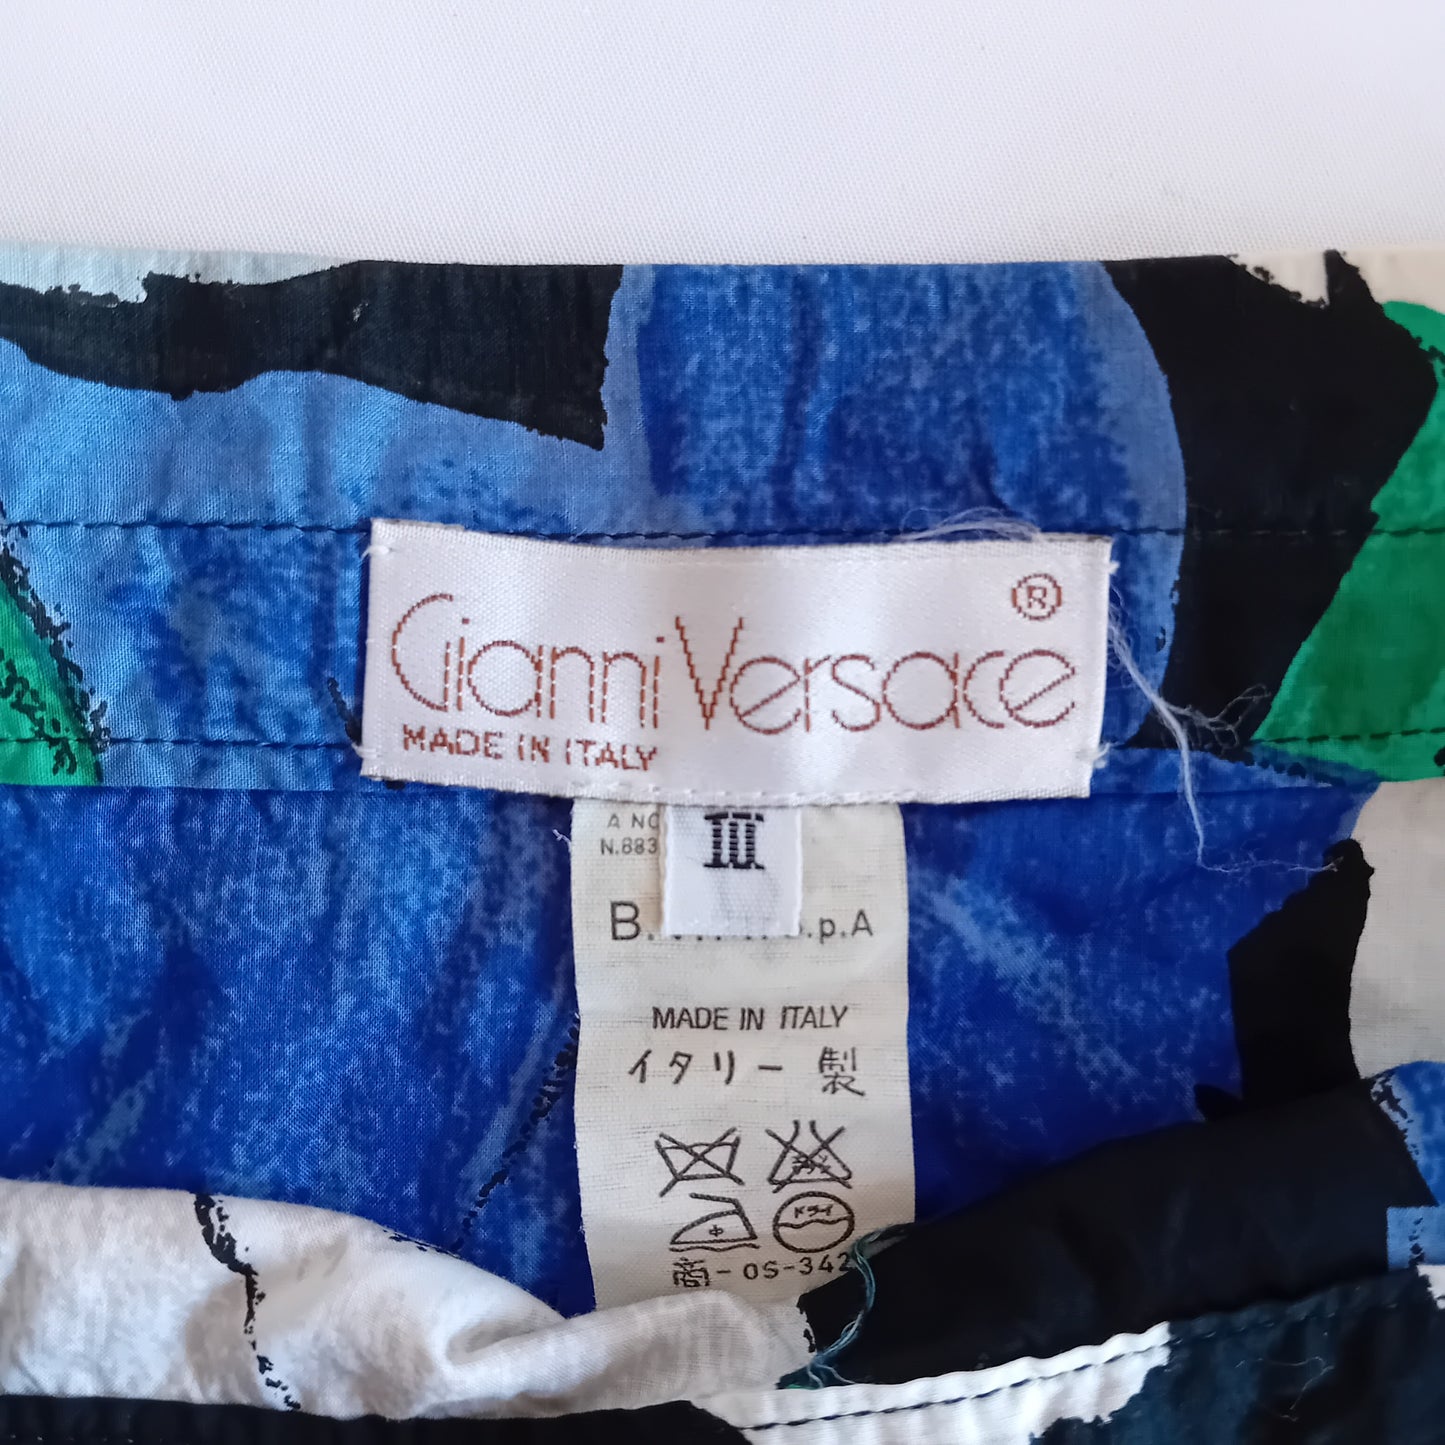 Gianni Versace ®
MADE IN ITALY
III
A NO
N.883
B. S.p.A
MADE IN ITALY
イタリー 製
ドライ
- OS-342